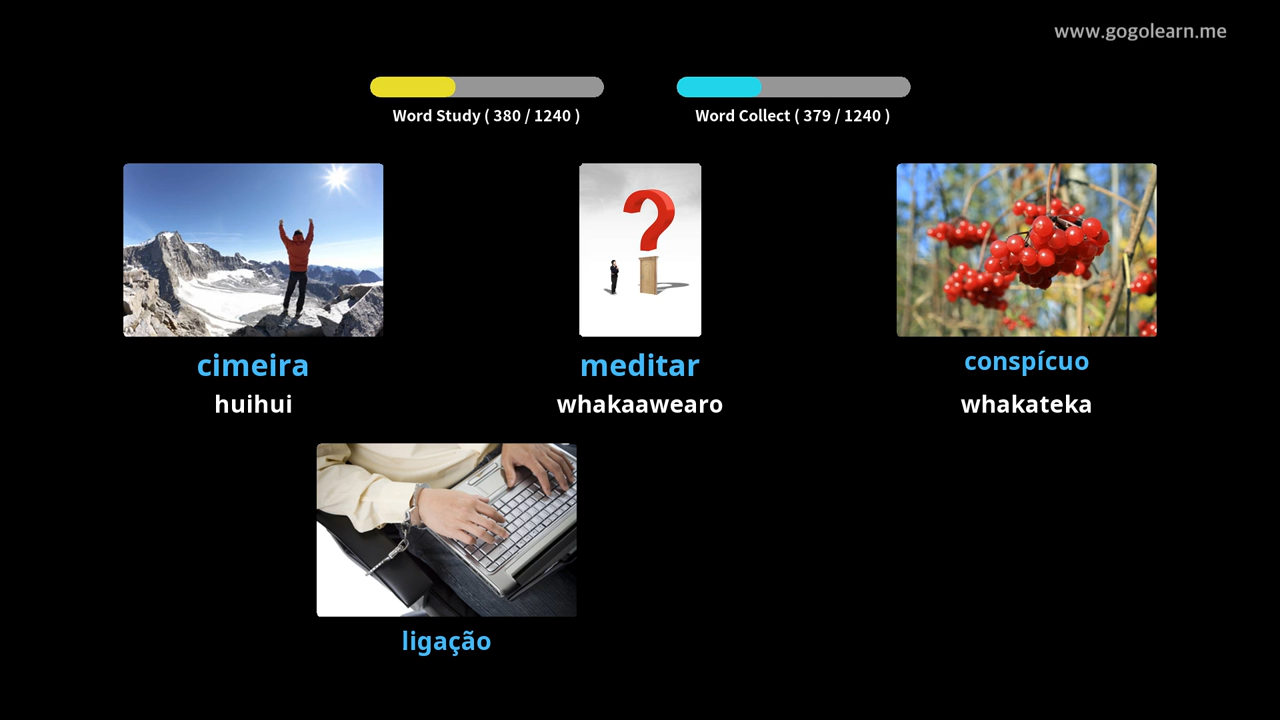 www.gogolearn.me
Word Study ( 380 / 1240 )
Word Collect ( 379 / 1240 )
cimeira
meditar
conspícuo
huihui
whakaawearo
whakateka
ligação